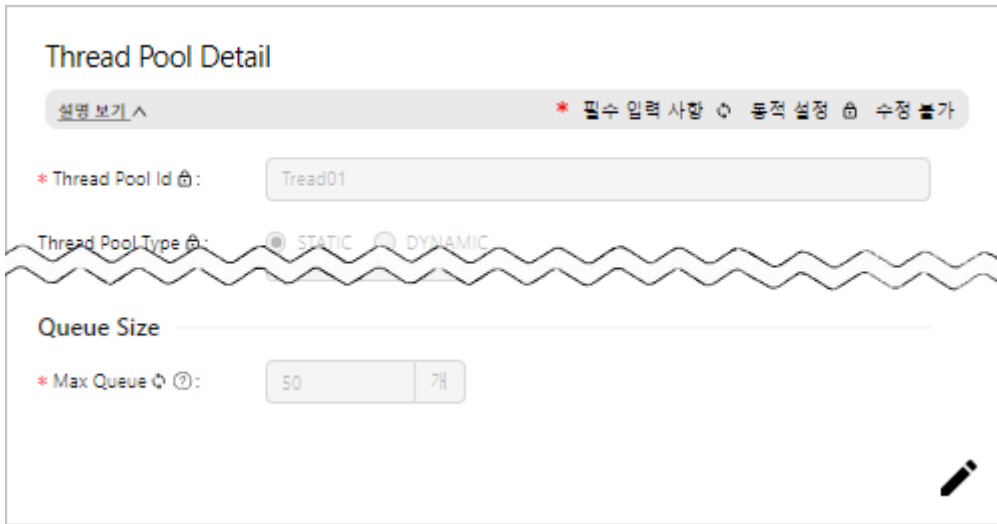 Thread Pool Detail
설명 보기 * 필수 입력 사항 동적 설정 수정 불가
* Thread Pool Id : Tread01
Thread Pool Type : STATIC DYNAMIC
Queue Size
* Max Queue ? : 50 개